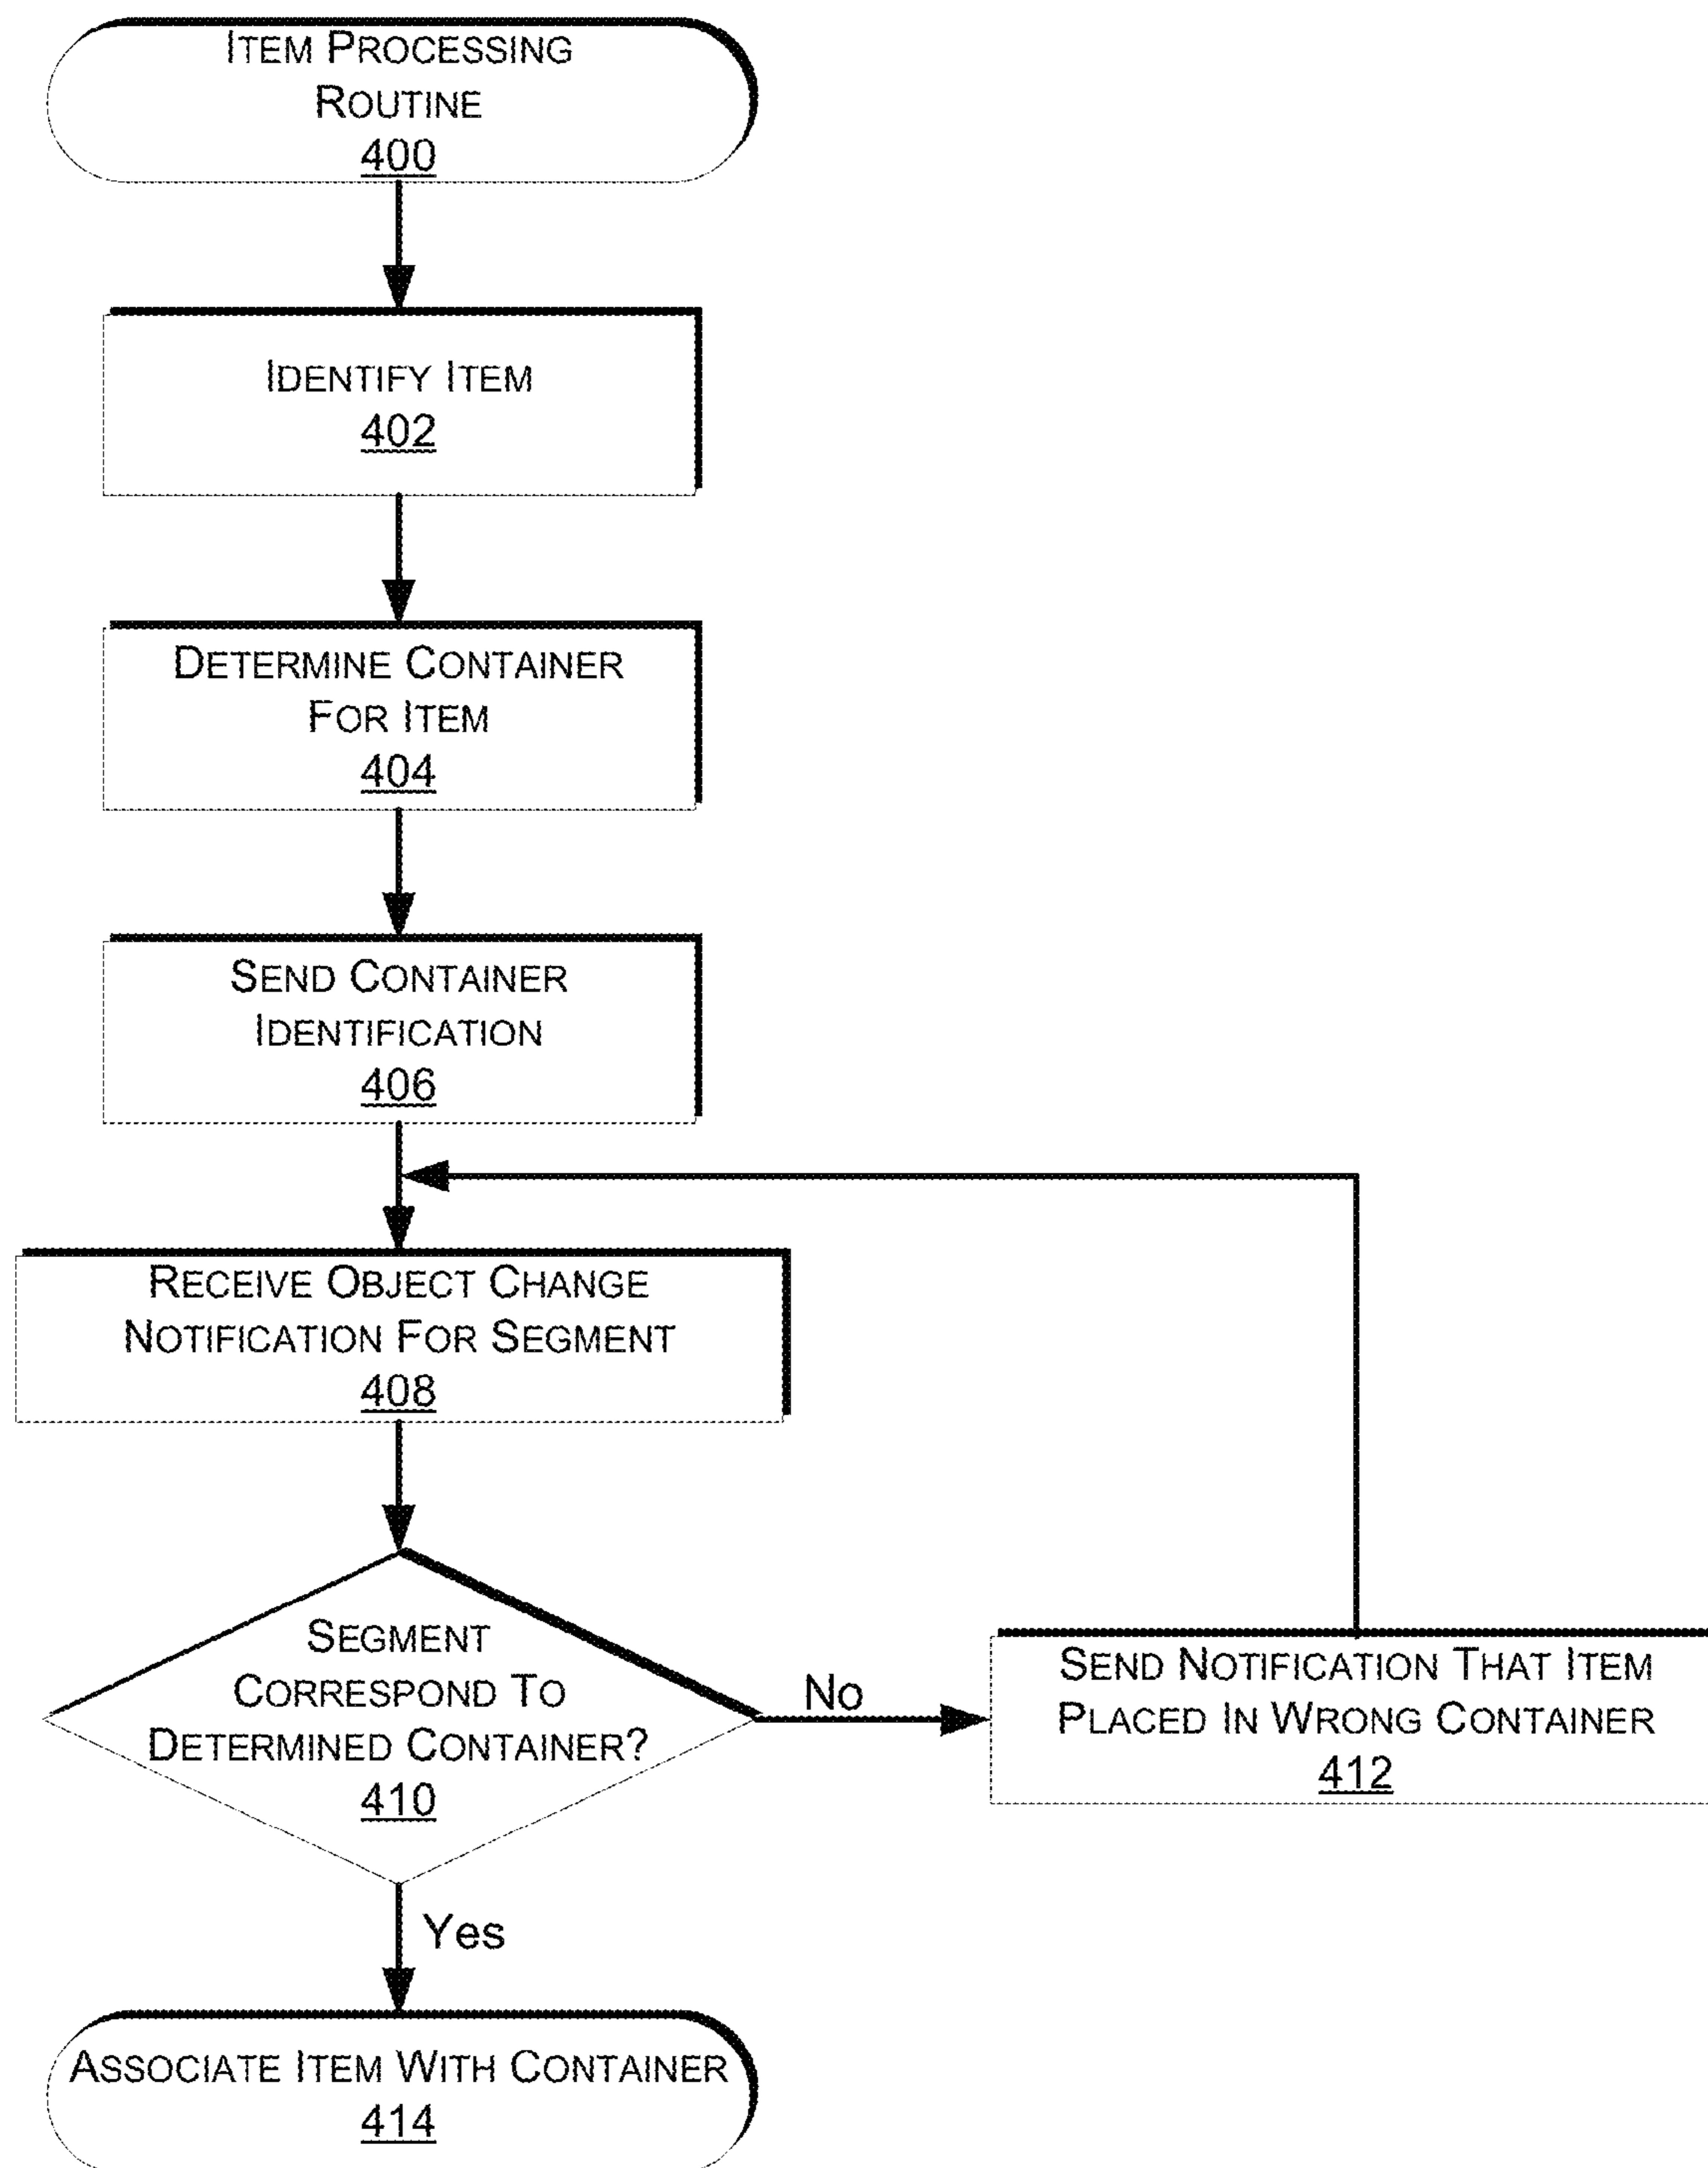 ITEM PROCESSING
ROUTINE
400
IDENTIFY ITEM
402
DETERMINE CONTAINER
FOR ITEM
404
SEND CONTAINER
IDENTIFICATION
406
RECEIVE OBJECT CHANGE
NOTIFICATION FOR SEGMENT
408
SEGMENT
CORRESPOND TO
DETERMINED CONTAINER?
410
No
SEND NOTIFICATION THAT ITEM
PLACED IN WRONG CONTAINER
412
Yes
ASSOCIATE ITEM WITH CONTAINER
414